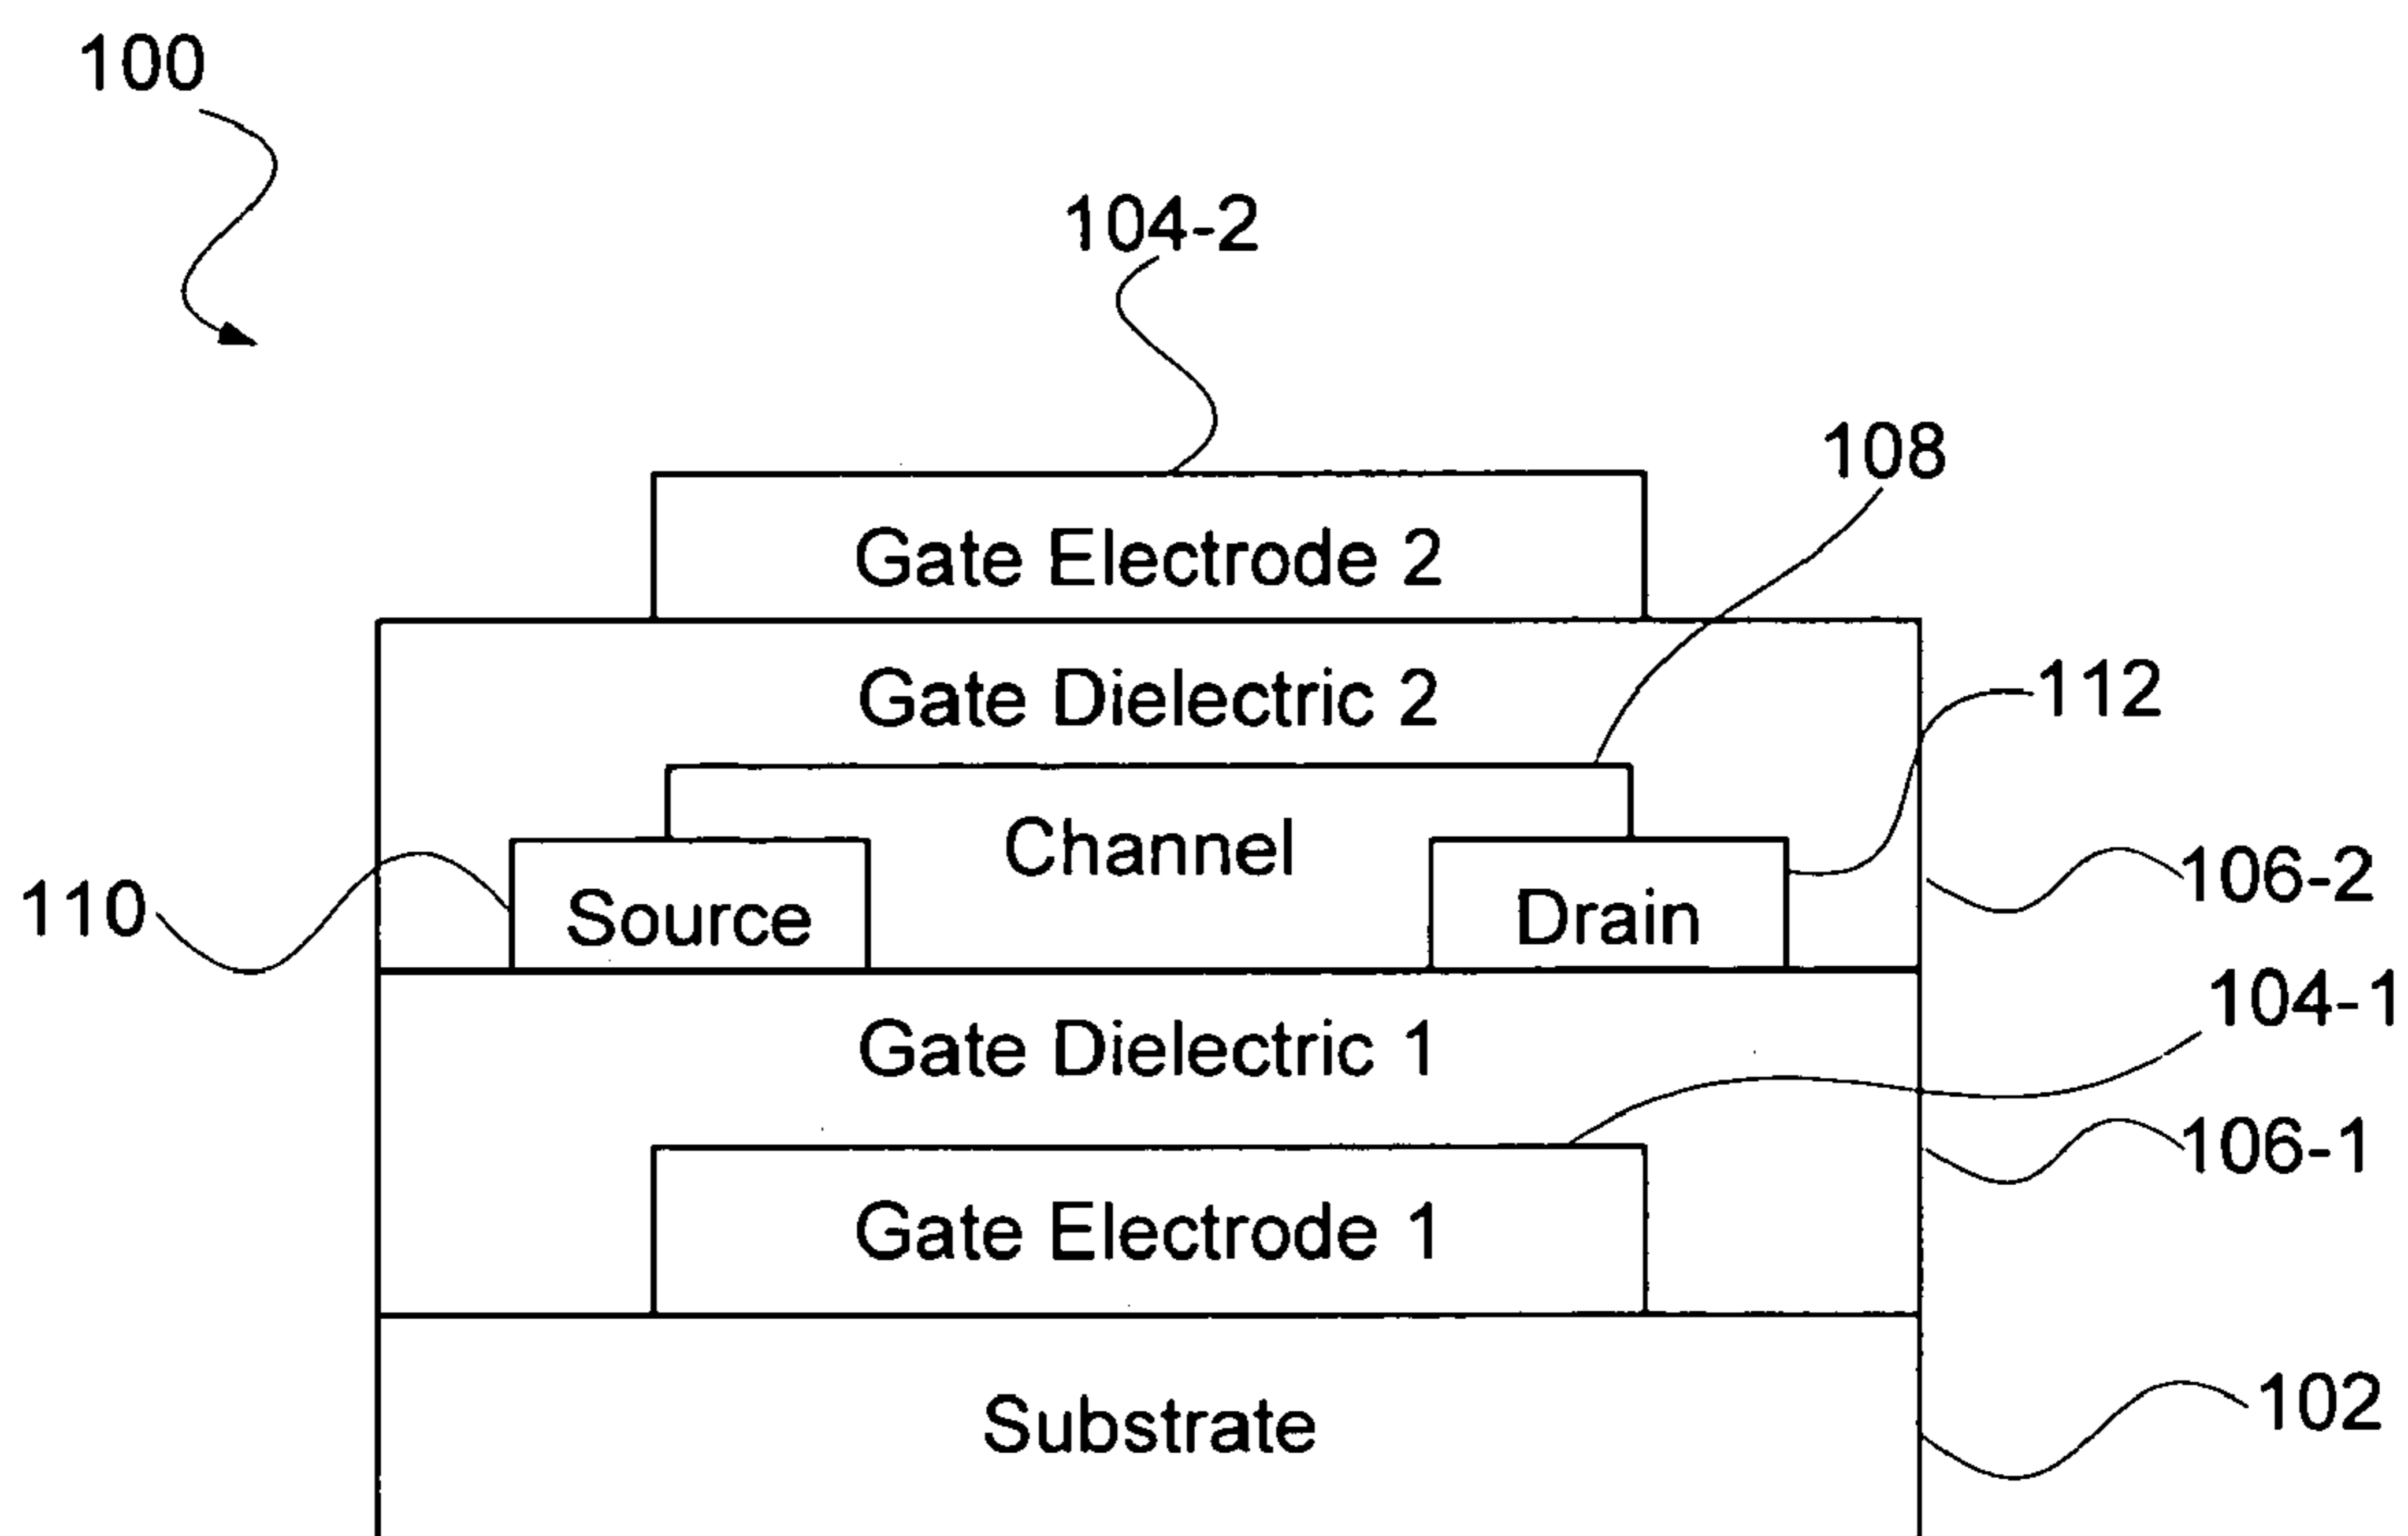 100
104-2
108
Gate Electrode 2
Gate Dielectric 2
112
Channel
106-2
110
Source
Drain
104-1
Gate Dielectric 1
106-1
Gate Electrode 1
102
Substrate